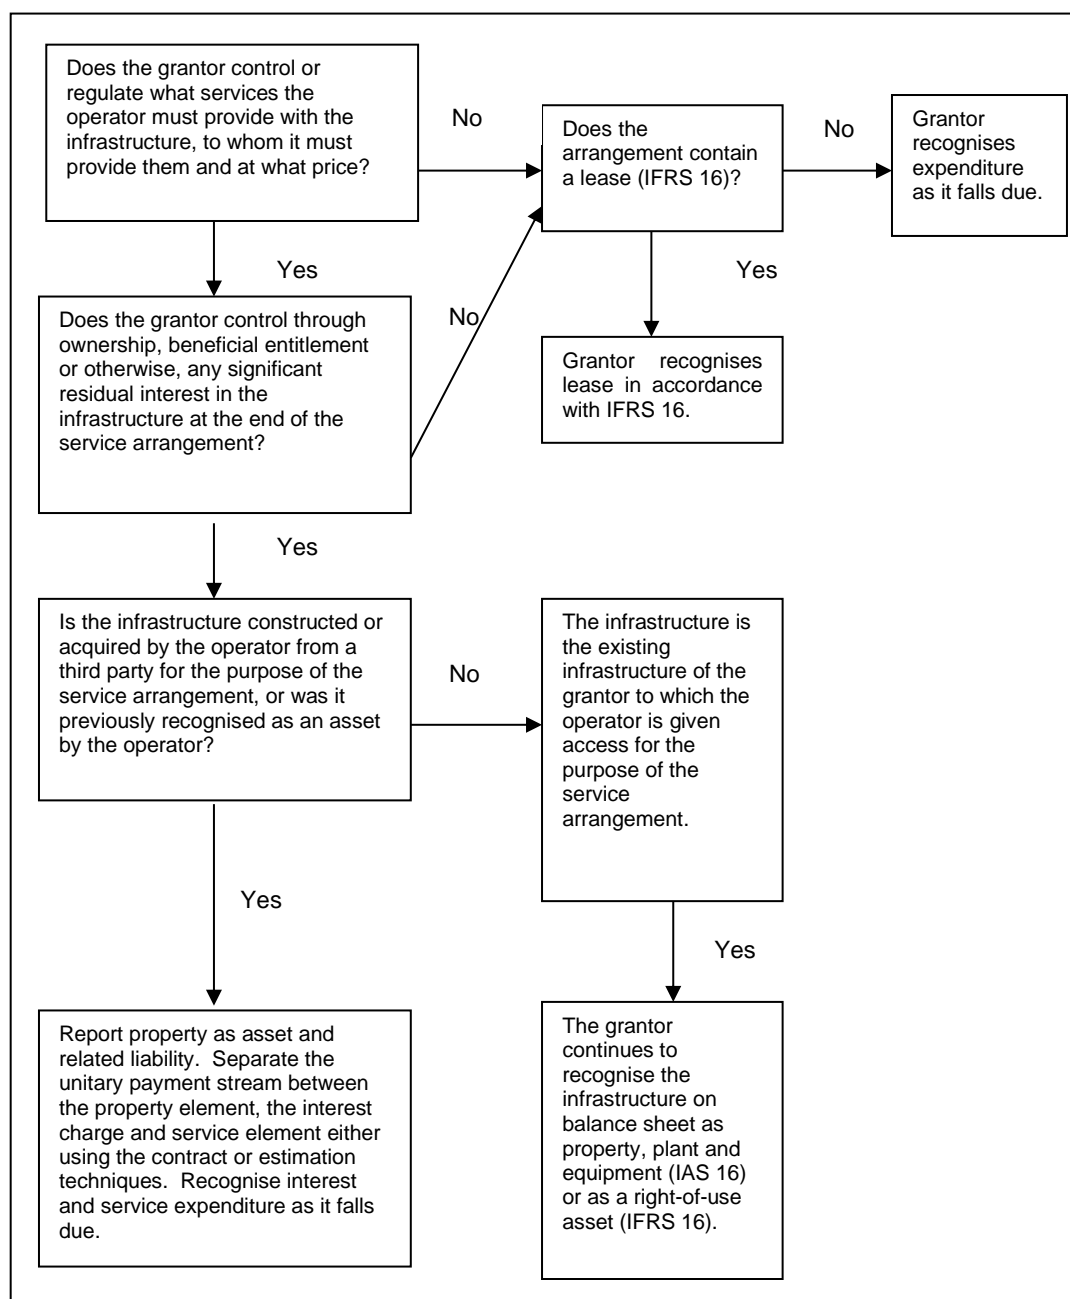 Does the grantor control or
regulate what services the
operator must provide with the
infrastructure, to whom it must
provide them and at what price?
No
Does the
arrangement contain
a lease (IFRS 16)?
No
Grantor
recognises
expenditure
as it falls due.
Yes
Yes
Does the grantor control through
ownership, beneficial entitlement
or otherwise, any significant
residual interest in the
infrastructure at the end of the
service arrangement?
No
Grantor recognises
lease in accordance
with IFRS 16.
Yes
Is the infrastructure constructed or
acquired by the operator from a
third party for the purpose of the
service arrangement, or was it
previously recognised as an asset
by the operator?
No
The infrastructure is
the existing
infrastructure of the
grantor to which the
operator is given
access for the
purpose of the
service
arrangement.
Yes
Yes
Report property as asset and
related liability.  Separate the
unitary payment stream between
the property element, the interest
charge and service element either
using the contract or estimation
techniques.  Recognise interest
and service expenditure as it falls
due.
The grantor
continues to
recognise the
infrastructure on
balance sheet as
property, plant and
equipment (IAS 16)
or as a right-of-use
asset (IFRS 16).